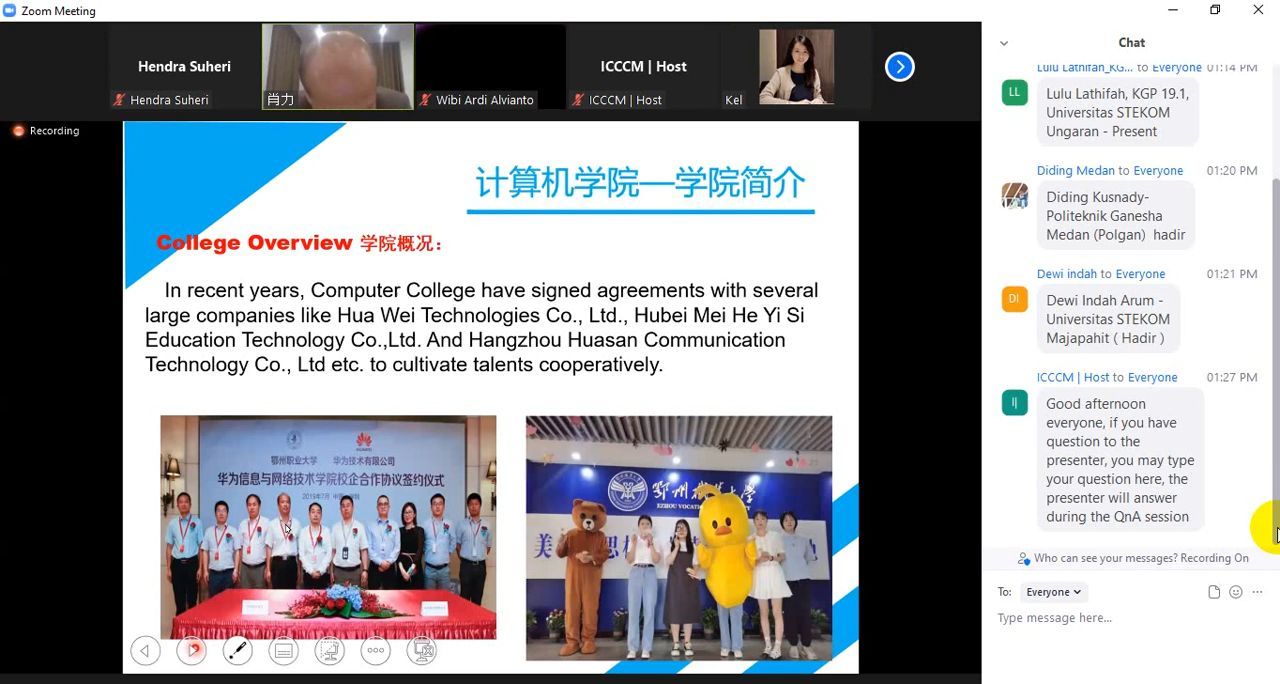 Zoom Meeting
Hendra Suheri
Hendra Suheri
肖力
Wibi Ardi Alvianto
ICCCM | Host
ICCCM | Host
Kel
Recording
计算机学院—学院简介
College Overview 学院概况：
In recent years, Computer College have signed agreements with several
large companies like Hua Wei Technologies Co., Ltd., Hubei Mei He Yi Si
Education Technology Co.,Ltd. And Hangzhou Huasan Communication
Technology Co., Ltd etc. to cultivate talents cooperatively.
HUAWEI
鄂州职业大学 华为技术有限公司
华为信息与网络技术学院校企合作协议签约仪式
鄂州职业大学
EZHOU VOCATIONAL
美
思
Chat
Lulu Lathifah_KG... to Everyone 01:14 PM
LL
Lulu Lathifah, KGP 19.1,
Universitas STEKOM
Ungaran - Present
Diding Medan to Everyone 01:20 PM
Diding Kusnady-
Politeknik Ganesha
Medan (Polgan) hadir
Dewi indah to Everyone 01:21 PM
DI
Dewi Indah Arum -
Universitas STEKOM
Majapahit ( Hadir )
ICCCM | Host to Everyone 01:27 PM
I|
Good afternoon
everyone, if you have
question to the
presenter, you may type
your question here, the
presenter will answer
during the QnA session
Who can see your messages? Recording On
To: Everyone
Type message here...